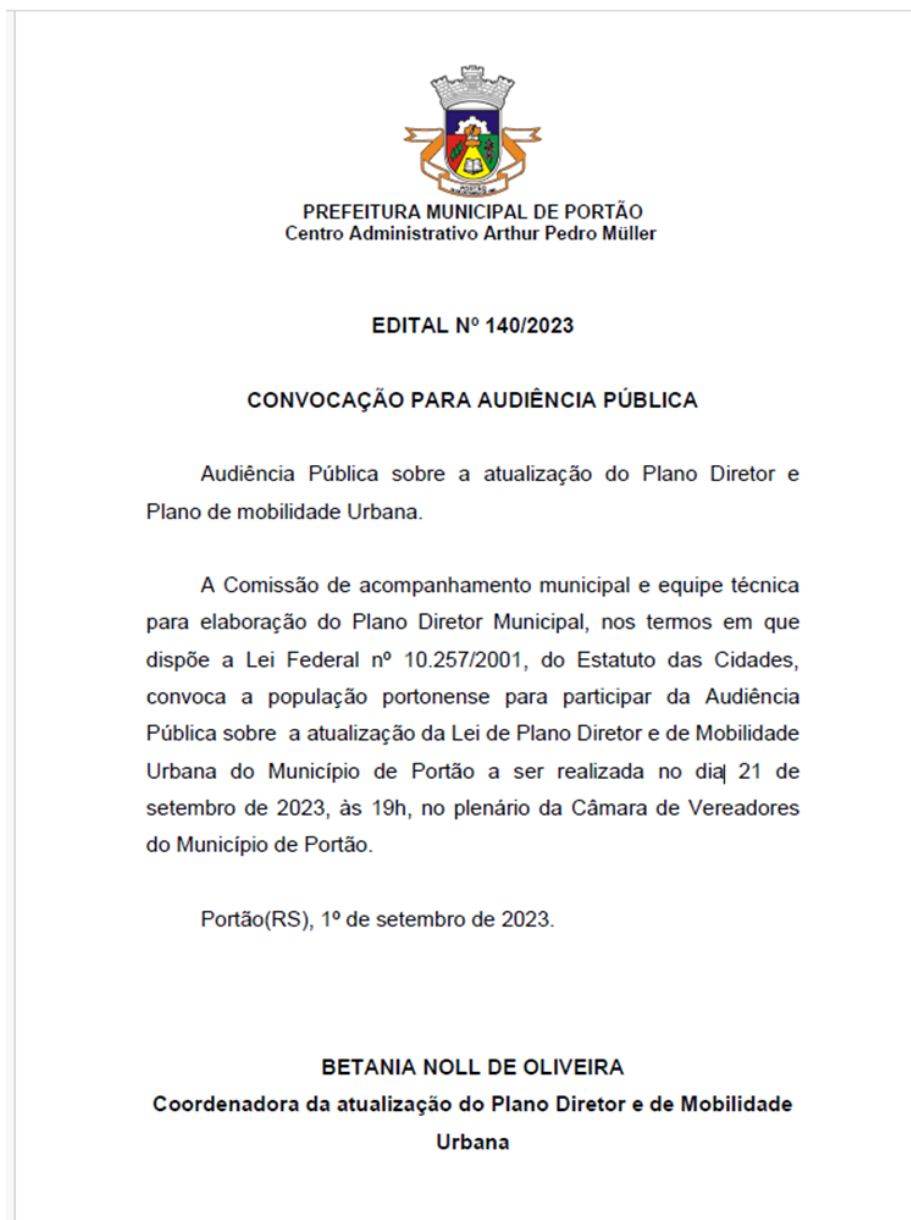 PORTÃO
PREFEITURA MUNICIPAL DE PORTÃO
Centro Administrativo Arthur Pedro Müller
EDITAL Nº 140/2023
CONVOCAÇÃO PARA AUDIÊNCIA PÚBLICA
Audiência Pública sobre a atualização do Plano Diretor e
Plano de mobilidade Urbana.
A Comissão de acompanhamento municipal e equipe técnica
para elaboração do Plano Diretor Municipal, nos termos em que
dispõe a Lei Federal nº 10.257/2001, do Estatuto das Cidades,
convoca a população portonense para participar da Audiência
Pública sobre a atualização da Lei de Plano Diretor e de Mobilidade
Urbana do Município de Portão a ser realizada no dia 21 de
setembro de 2023, às 19h, no plenário da Câmara de Vereadores
do Município de Portão.
Portão(RS), 1º de setembro de 2023.
BETANIA NOLL DE OLIVEIRA
Coordenadora da atualização do Plano Diretor e de Mobilidade
Urbana